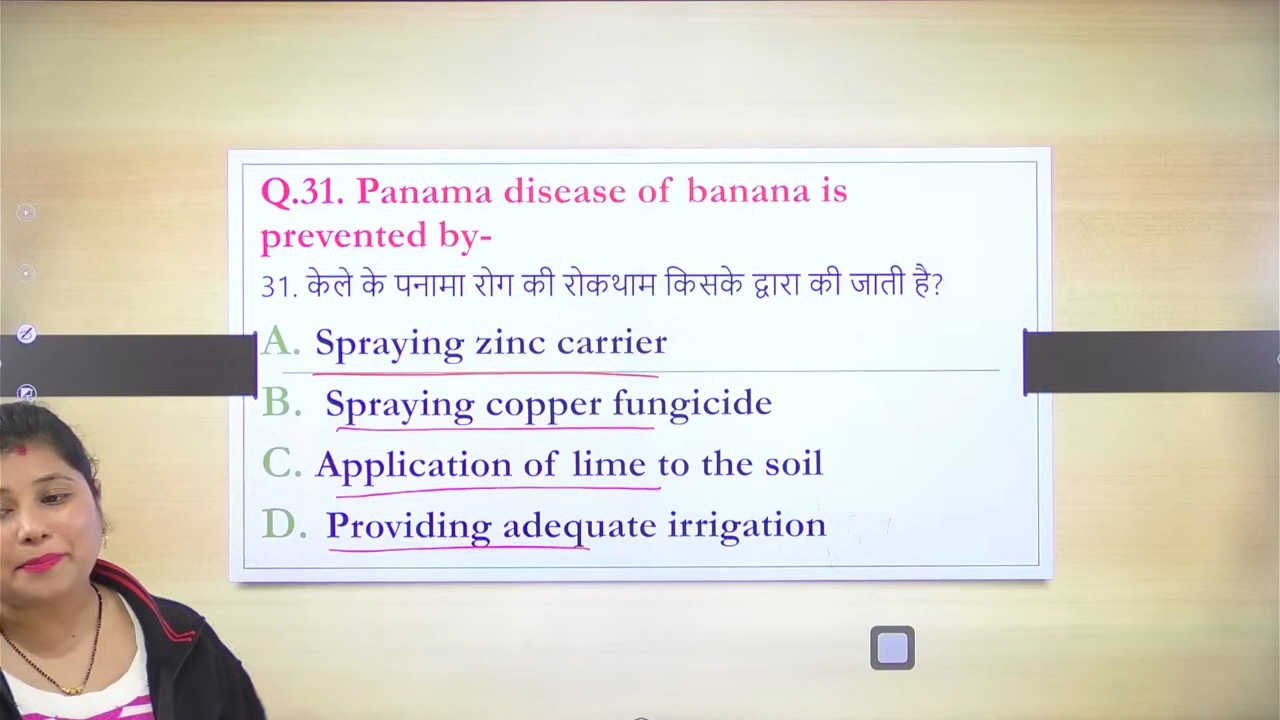 Q.31. Panama disease of banana is
prevented by-
31. केले के पनामा रोग की रोकथाम किसके द्वारा की जाती है?
A. Spraying zinc carrier
B. Spraying copper fungicide
C. Application of lime to the soil
D. Providing adequate irrigation